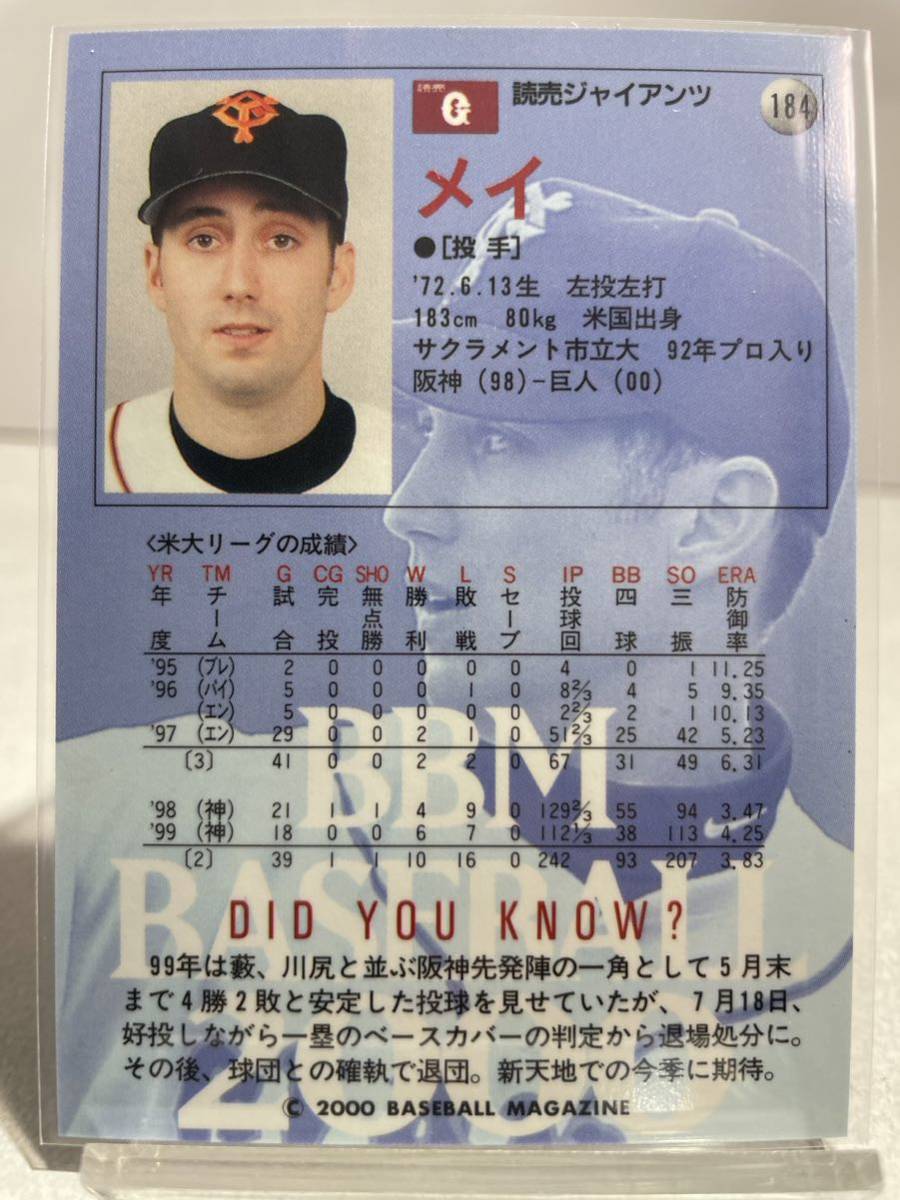 読売
G
読売ジャイアンツ
184
メイ
●[投手]
'72.6.13生 左投左打
183cm 80kg 米国出身
サクラメント市立大 92年プロ入り
阪神(98)-巨人(00)
〈米大リーグの成績〉
YR TM G CG SHO W L S IP BB SO ERA
年度 チーム 試合 完投 無点勝 勝利 敗戦 セーブ 投球回 四球 三振 防御率
'95 (ブレ) 2 0 0 0 0 0 4 0 1 11.25
'96 (パイ) 5 0 0 0 1 0 8 2/3 4 5 9.35
(エン) 5 0 0 0 0 0 2 2/3 2 1 10.13
'97 (エン) 29 0 0 2 1 0 51 2/3 25 42 5.23
〔3〕 41 0 0 2 2 0 67 31 49 6.31
'98 (神) 21 1 1 4 9 0 129 2/3 55 94 3.47
'99 (神) 18 0 0 6 7 0 112 1/3 38 113 4.25
〔2〕 39 1 1 10 16 0 242 93 207 3.83
BBM
BASEBALL
2000
DID YOU KNOW?
99年は藪、川尻と並ぶ阪神先発陣の一角として5月末
まで4勝2敗と安定した投球を見せていたが、7月18日、
好投しながら一塁のベースカバーの判定から退場処分に。
その後、球団との確執で退団。新天地での今季に期待。
© 2000 BASEBALL MAGAZINE